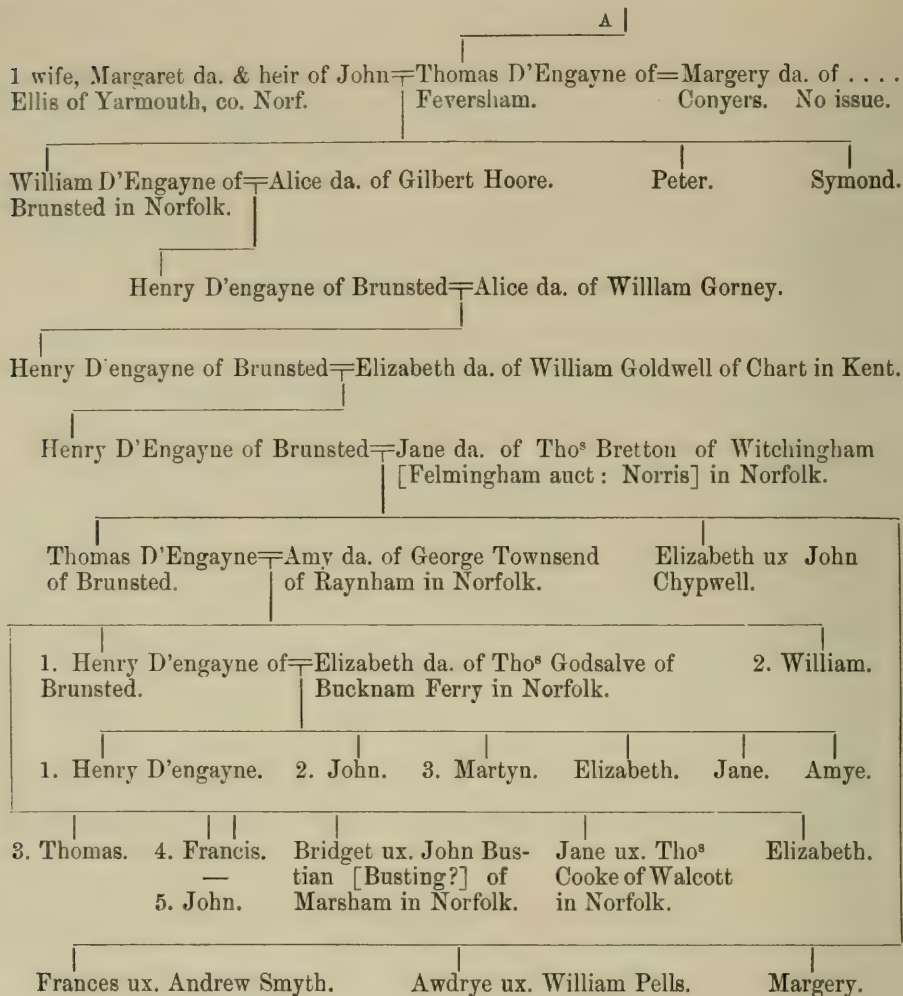 A
1 wife, Margaret da. & heir of John=Thomas D'Engayne of=Margery da. of . . . .
Ellis of Yarmouth, co. Norf. Feversham. Conyers. No issue.
William D'Engayne of=Alice da. of Gilbert Hoore. Peter. Symond.
Brunsted in Norfolk.
Henry D'engayne of Brunsted=Alice da. of Willlam Gorney.
Henry D'engayne of Brunsted=Elizabeth da. of William Goldwell of Chart in Kent.
Henry D'Engayne of Brunsted=Jane da. of Thoˢ Bretton of Witchingham
[Felmingham auct: Norris] in Norfolk.
Thomas D'Engayne=Amy da. of George Townsend Elizabeth ux John
of Brunsted. of Raynham in Norfolk. Chypwell.
1. Henry D'engayne of=Elizabeth da. of Thoˢ Godsalve of 2. William.
Brunsted. Bucknam Ferry in Norfolk.
1. Henry D'engayne. 2. John. 3. Martyn. Elizabeth. Jane. Amye.
3. Thomas. 4. Francis. Bridget ux. John Bus- Jane ux. Thoˢ Elizabeth.
— tian [Busting?] of Cooke of Walcott
5. John. Marsham in Norfolk. in Norfolk.
Frances ux. Andrew Smyth. Awdrye ux. William Pells. Margery.